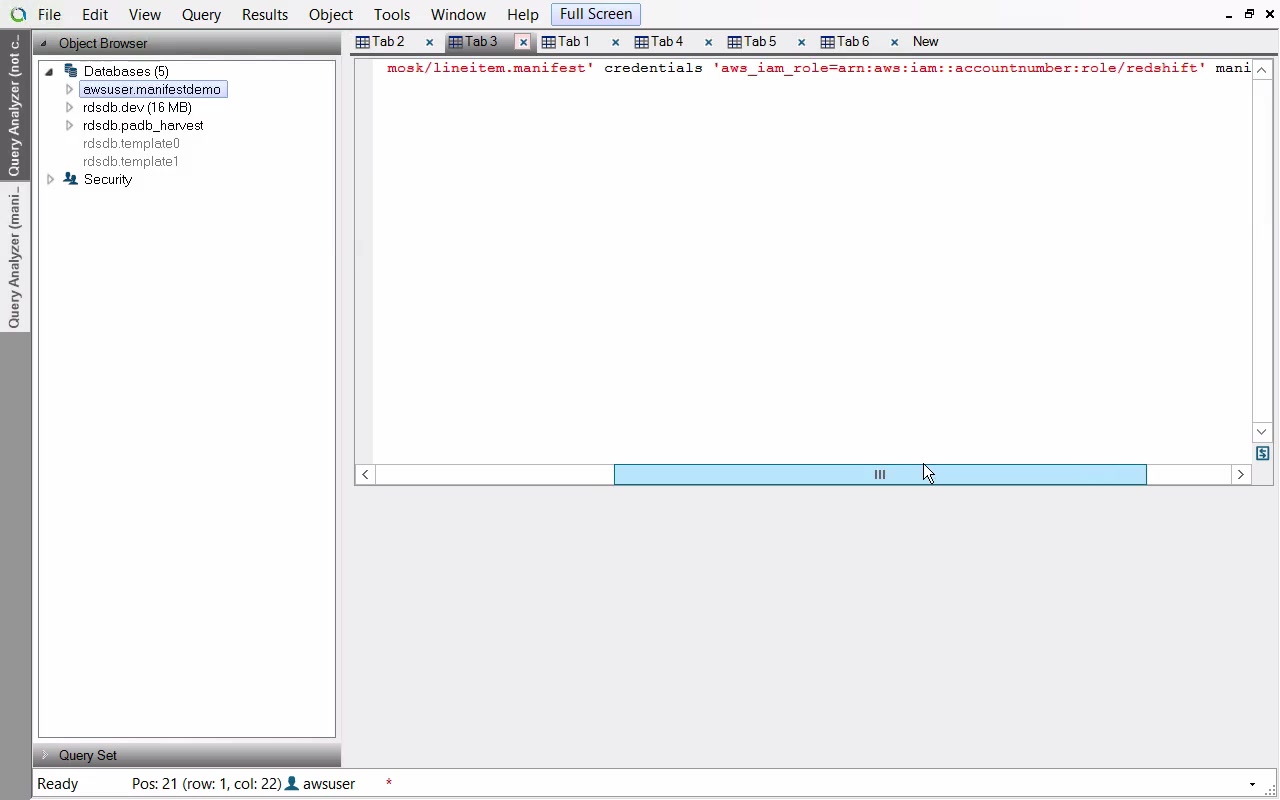 File Edit View Query Results Object Tools Window Help Full Screen
Query Analyzer (not c...
Query Analyzer (mani...
Object Browser
Tab 2 Tab 3 Tab 1 Tab 4 Tab 5 Tab 6 New
Databases (5)
awsuser.manifestdemo
rdsdb.dev (16 MB)
rdsdb.padb_harvest
rdsdb.template0
rdsdb.template1
Security
mosk/lineitem.manifest' credentials 'aws_iam_role=arn:aws:iam::accountnumber:role/redshift' mani
Query Set
Ready Pos: 21 (row: 1, col: 22) awsuser *